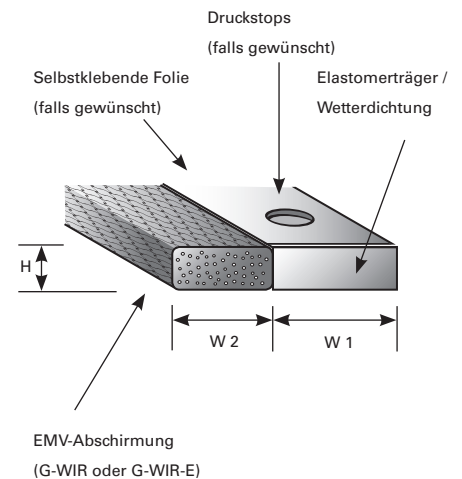 Druckstops
(falls gewünscht)
Selbstklebende Folie
(falls gewünscht)
Elastomerträger /
Wetterdichtung
H
W 2
W 1
EMV-Abschirmung
(G-WIR oder G-WIR-E)